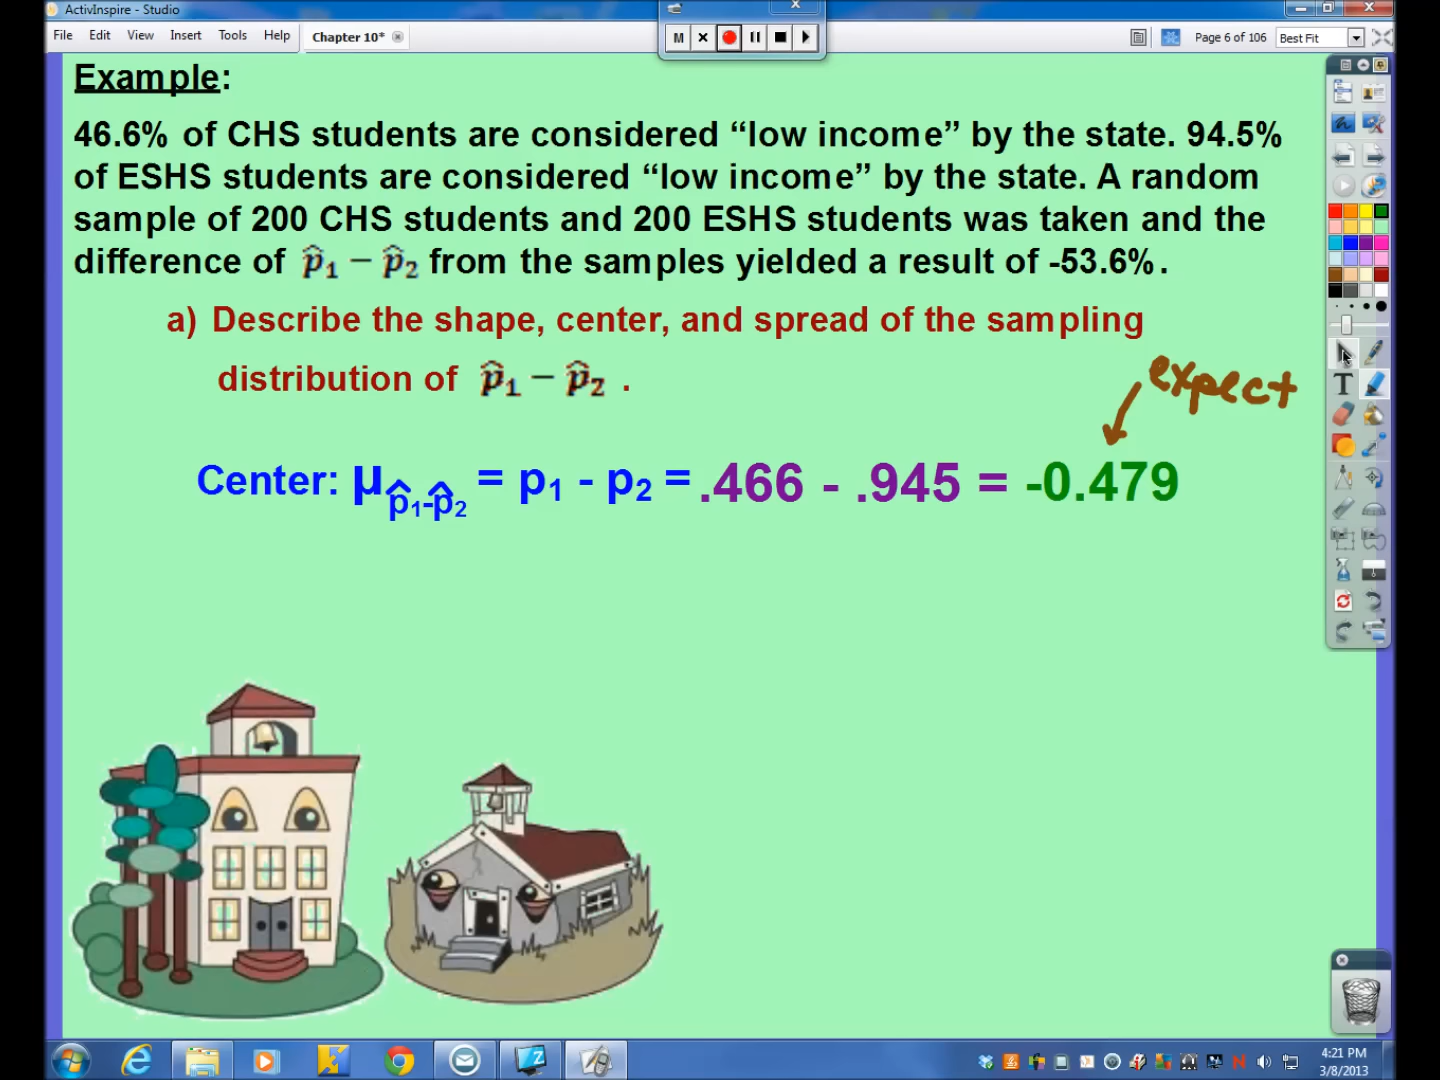 ActivInspire - Studio
File Edit View Insert Tools Help Chapter 10* M Page 6 of 106 Best Fit
Example:
46.6% of CHS students are considered “low income” by the state. 94.5%
of ESHS students are considered “low income” by the state. A random
sample of 200 CHS students and 200 ESHS students was taken and the
difference of p̂₁ − p̂₂ from the samples yielded a result of -53.6%.
a) Describe the shape, center, and spread of the sampling
distribution of p̂₁ − p̂₂ .
expect
Center: μ p̂₁-p̂₂ = p₁ - p₂ = .466 - .945 = -0.479
4:21 PM
3/8/2013